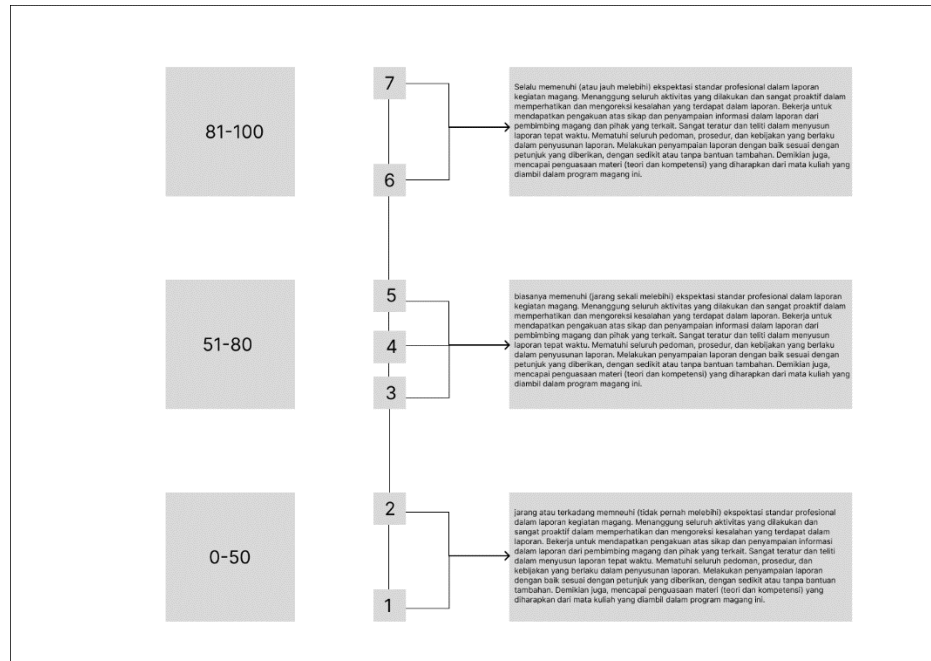 81-100
7
6
Selalu memenuhi (atau jauh melebihi) ekspektasi standar profesional dalam laporan
kegiatan magang. Menanggung seluruh aktivitas yang dilakukan dan sangat proaktif dalam
memperhatikan dan mengoreksi kesalahan yang terdapat dalam laporan. Bekerja untuk
mendapatkan pengakuan atas sikap dan penyampaian informasi dalam laporan dari
pembimbing magang dan pihak yang terkait. Sangat teratur dan teliti dalam menyusun
laporan tepat waktu. Mematuhi seluruh pedoman, prosedur, dan kebijakan yang berlaku
dalam penyusunan laporan. Melakukan penyampaian laporan dengan baik sesuai dengan
petunjuk yang diberikan, dengan sedikit atau tanpa bantuan tambahan. Demikian juga,
mencapai penguasaan materi (teori dan kompetensi) yang diharapkan dari mata kuliah yang
diambil dalam program magang ini.
51-80
5
4
3
biasanya memenuhi (jarang sekali melebihi) ekspektasi standar profesional dalam laporan
kegiatan magang. Menanggung seluruh aktivitas yang dilakukan dan sangat proaktif dalam
memperhatikan dan mengoreksi kesalahan yang terdapat dalam laporan. Bekerja untuk
mendapatkan pengakuan atas sikap dan penyampaian informasi dalam laporan dari
pembimbing magang dan pihak yang terkait. Sangat teratur dan teliti dalam menyusun
laporan tepat waktu. Mematuhi seluruh pedoman, prosedur, dan kebijakan yang berlaku
dalam penyusunan laporan. Melakukan penyampaian laporan dengan baik sesuai dengan
petunjuk yang diberikan, dengan sedikit atau tanpa bantuan tambahan. Demikian juga,
mencapai penguasaan materi (teori dan kompetensi) yang diharapkan dari mata kuliah yang
diambil dalam program magang ini.
0-50
2
1
jarang atau terkadang memneuhi (tidak pernah melebihi) ekspektasi standar profesional
dalam laporan kegiatan magang. Menanggung seluruh aktivitas yang dilakukan dan
sangat proaktif dalam memperhatikan dan mengoreksi kesalahan yang terdapat dalam
laporan. Bekerja untuk mendapatkan pengakuan atas sikap dan penyampaian informasi
dalam laporan dari pembimbing magang dan pihak yang terkait. Sangat teratur dan teliti
dalam menyusun laporan tepat waktu. Mematuhi seluruh pedoman, prosedur, dan
kebijakan yang berlaku dalam penyusunan laporan. Melakukan penyampaian laporan
dengan baik sesuai dengan petunjuk yang diberikan, dengan sedikit atau tanpa bantuan
tambahan. Demikian juga, mencapai penguasaan materi (teori dan kompetensi) yang
diharapkan dari mata kuliah yang diambil dalam program magang ini.